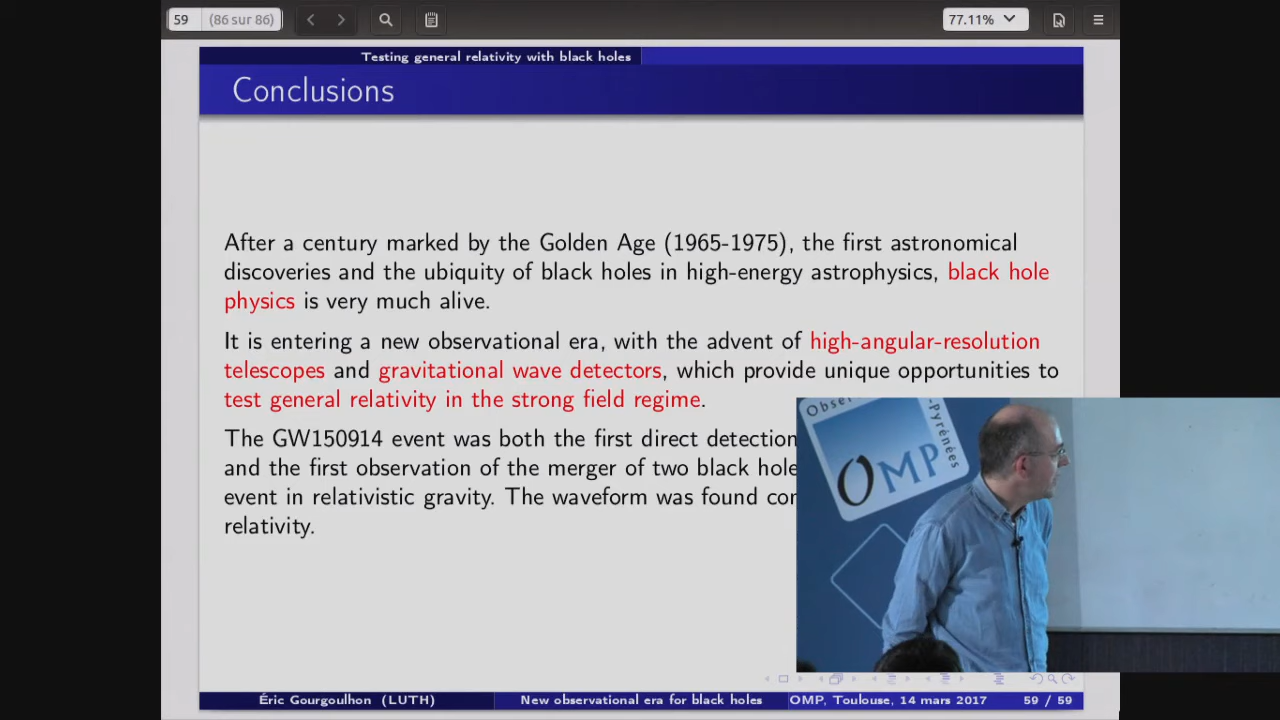 59 (86 sur 86)
77.11%
Testing general relativity with black holes
Conclusions
After a century marked by the Golden Age (1965-1975), the first astronomical
discoveries and the ubiquity of black holes in high-energy astrophysics, black hole
physics is very much alive.
It is entering a new observational era, with the advent of high-angular-resolution
telescopes and gravitational wave detectors, which provide unique opportunities to
test general relativity in the strong field regime.
The GW150914 event was both the first direct detection
and the first observation of the merger of two black hole
event in relativistic gravity. The waveform was found con
relativity.
Obser
-Pyrénées
OMP
Éric Gourgoulhon (LUTH)
New observational era for black holes
OMP, Toulouse, 14 mars 2017
59 / 59